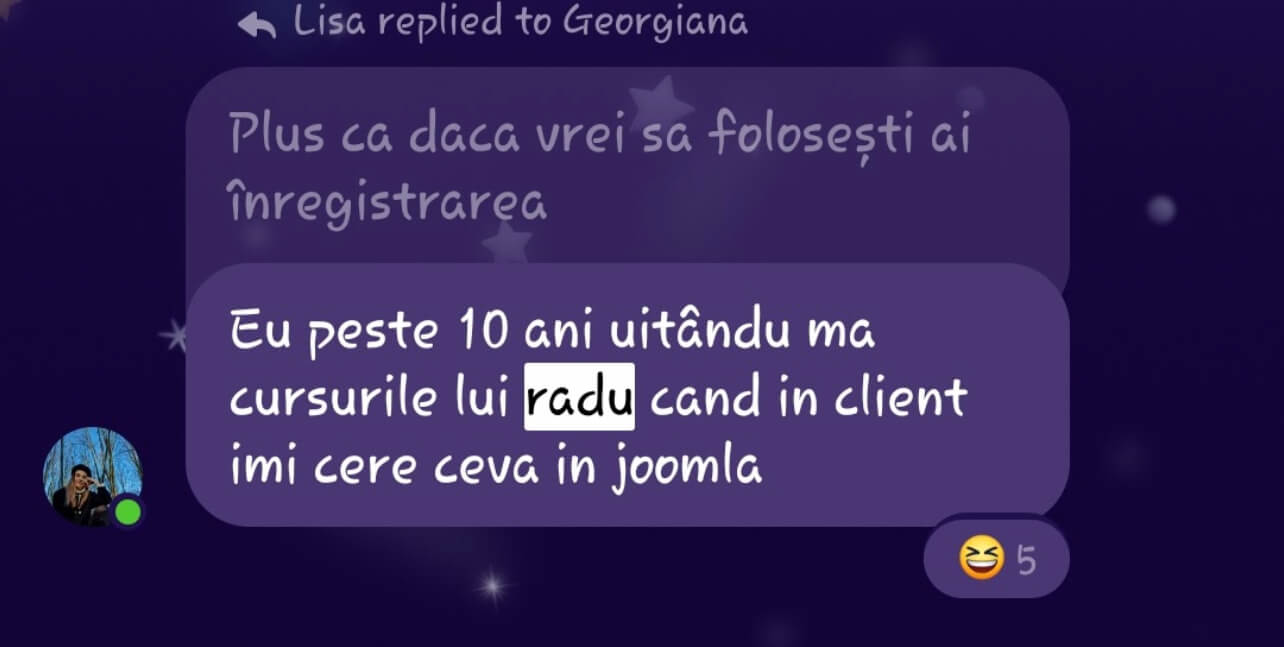 Lisa replied to Georgiana
Plus ca daca vrei sa folosești ai
înregistrarea
Eu peste 10 ani uitându ma
cursurile lui radu cand in client
imi cere ceva in joomla
😆 5